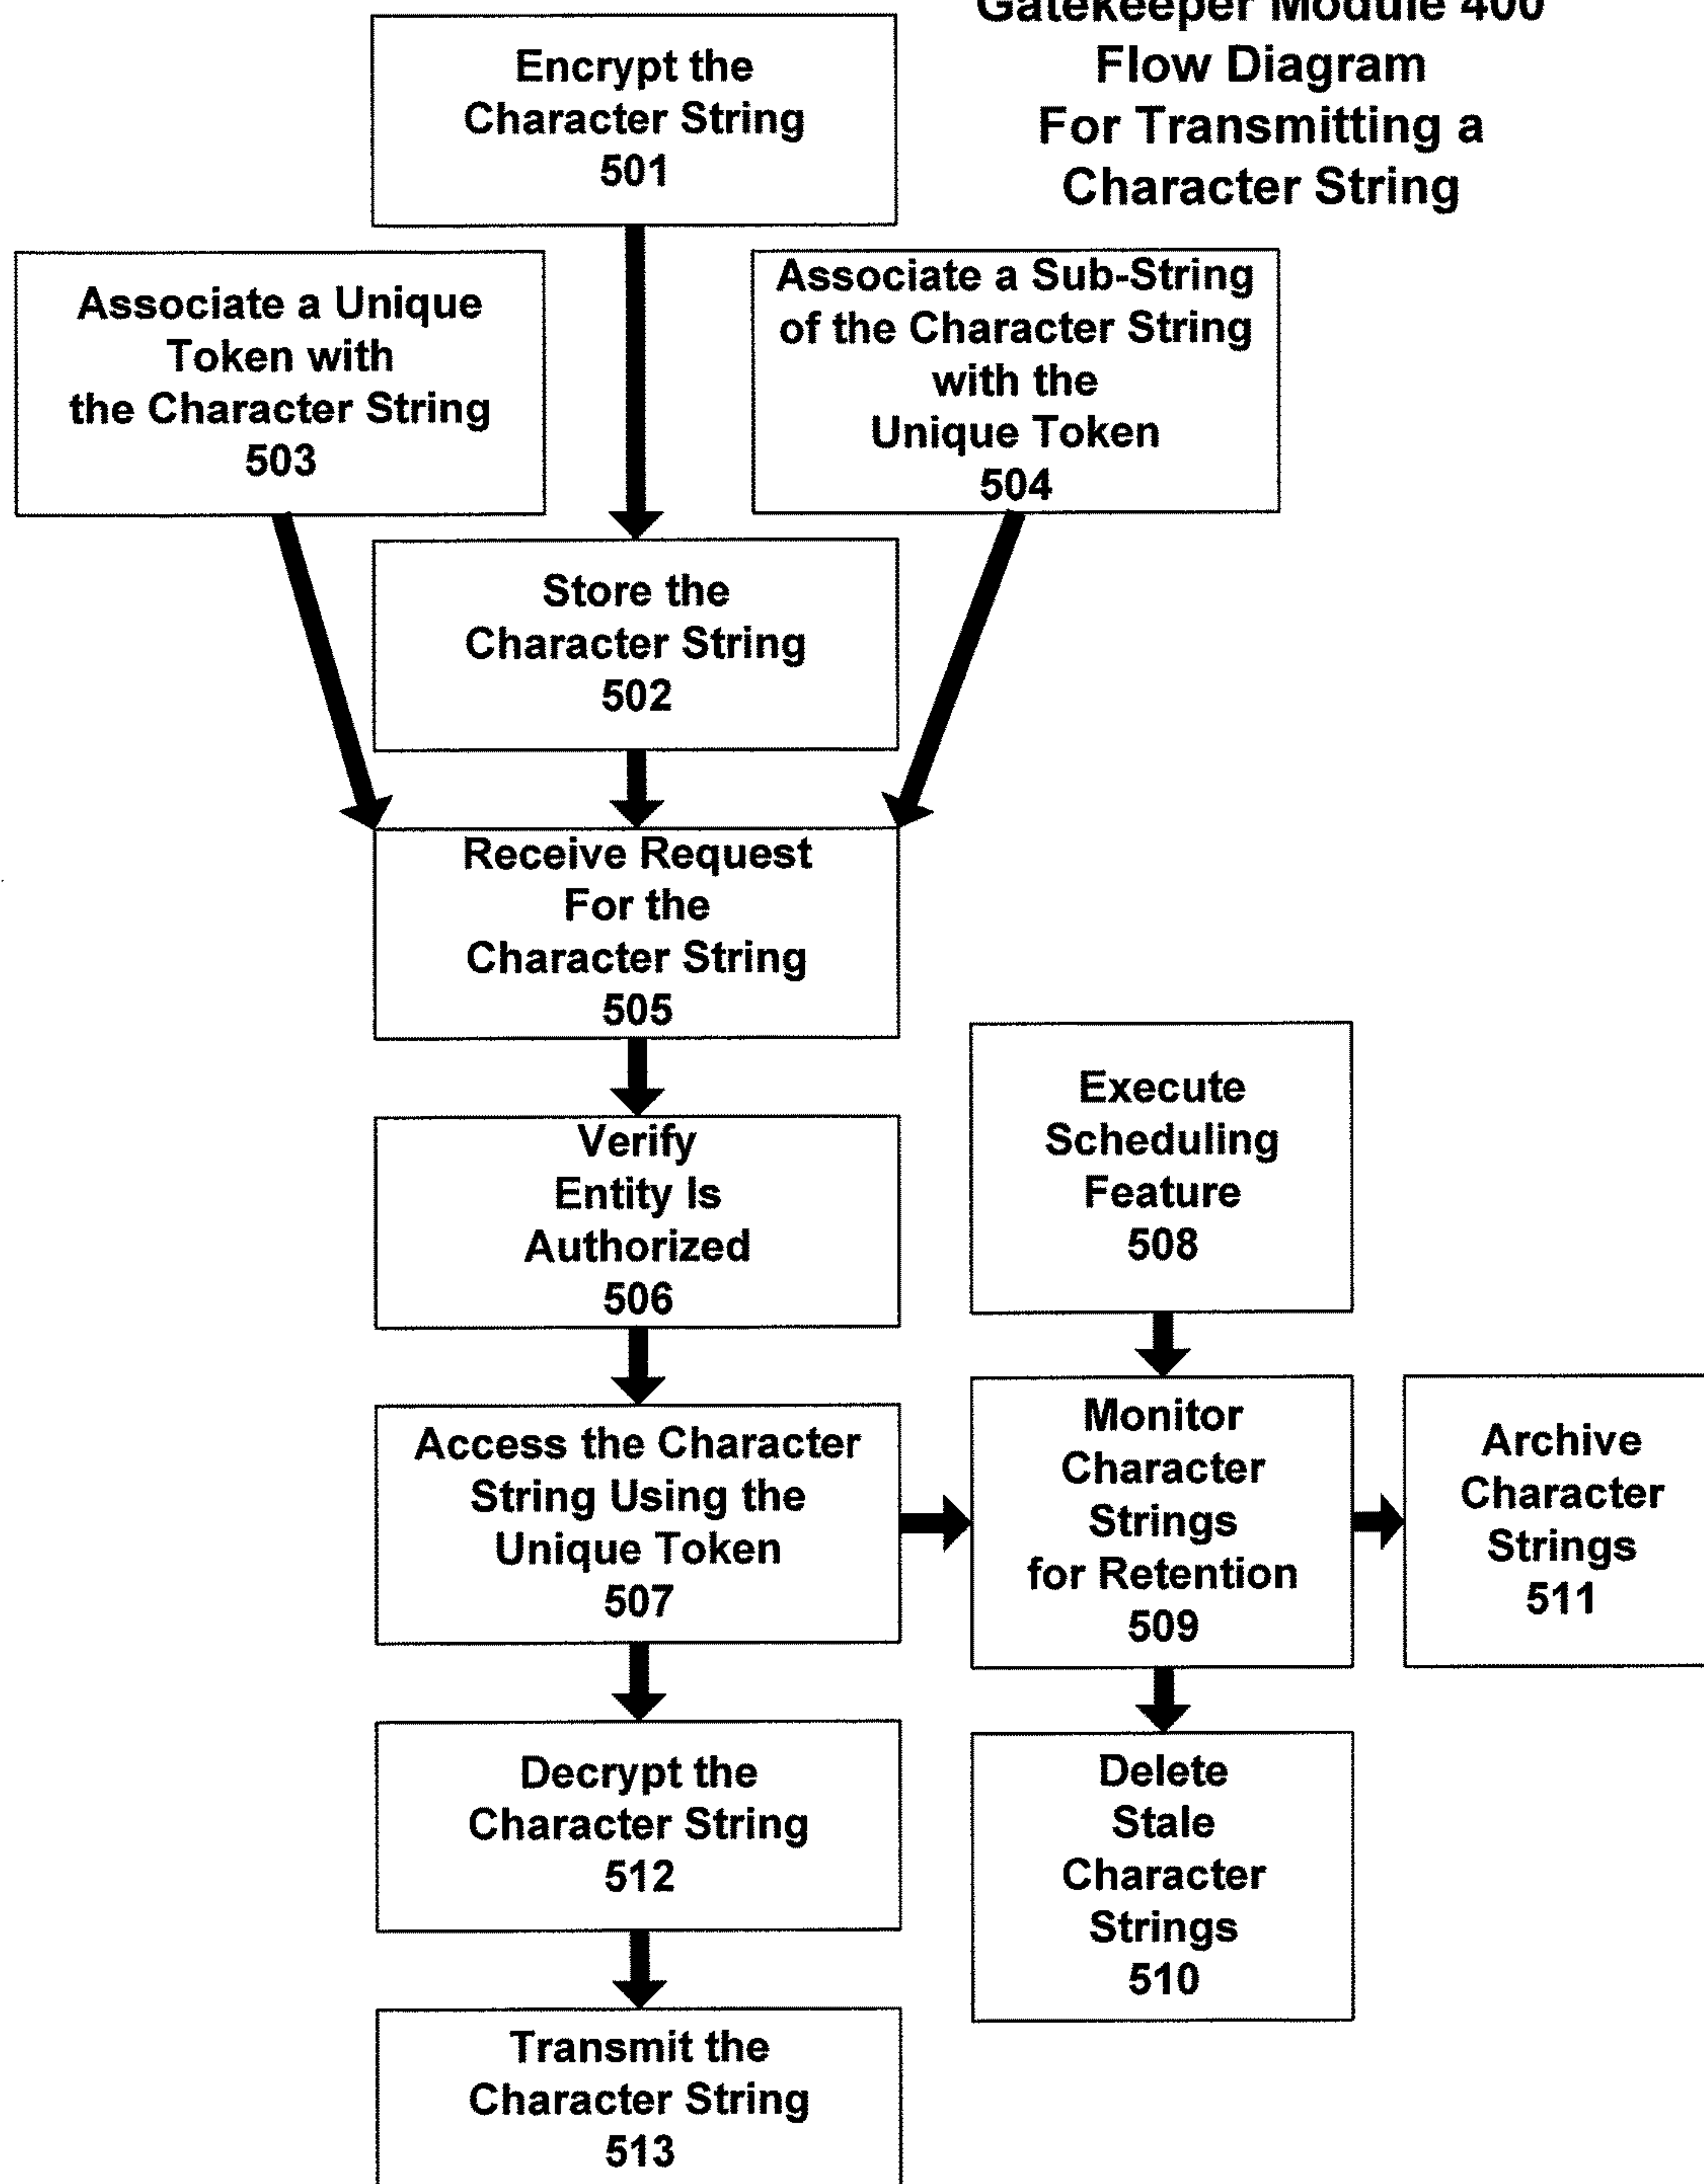 Gatekeeper Module 400
Flow Diagram
For Transmitting a
Character String
Encrypt the
Character String
501
Associate a Unique
Token with
the Character String
503
Associate a Sub-String
of the Character String
with the
Unique Token
504
Store the
Character String
502
Receive Request
For the
Character String
505
Verify
Entity Is
Authorized
506
Execute
Scheduling
Feature
508
Access the Character
String Using the
Unique Token
507
Monitor
Character
Strings
for Retention
509
Archive
Character
Strings
511
Decrypt the
Character String
512
Delete
Stale
Character
Strings
510
Transmit the
Character String
513